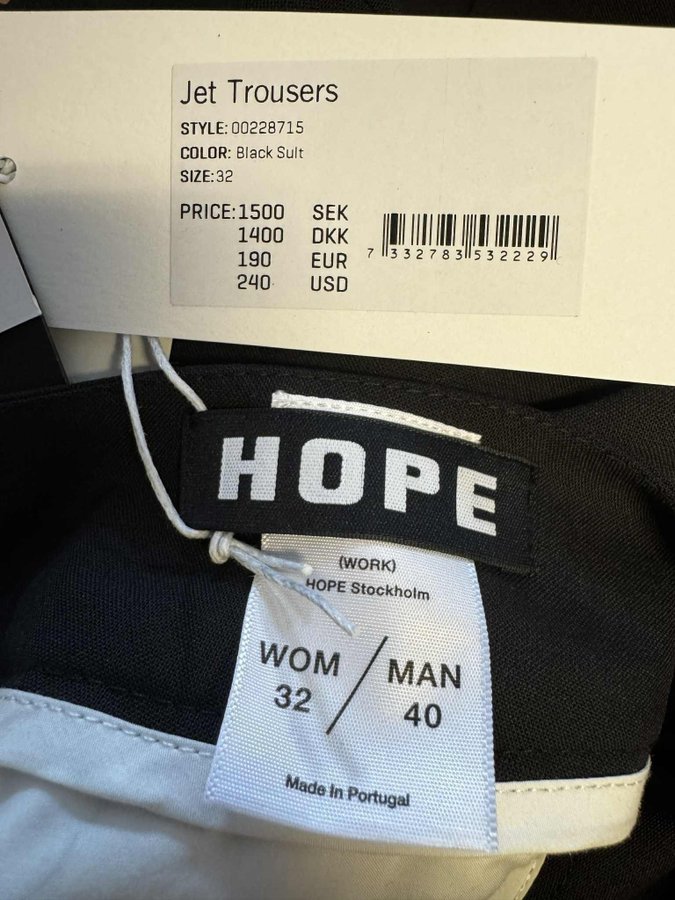 Jet Trousers
STYLE: 00228715
COLOR: Black Suit
SIZE:32
PRICE:1500 SEK
1400 DKK
190 EUR
240 USD
7 332783 532229
HOPE
(WORK)
HOPE Stockholm
WOM / MAN
32 40
Made In Portugal